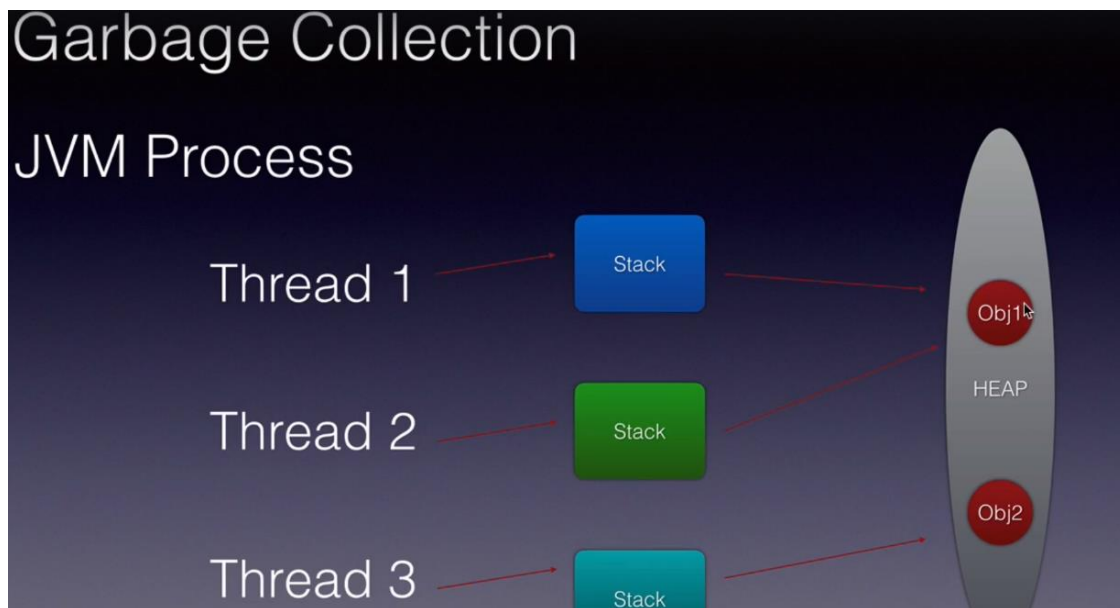 Garbage Collection
JVM Process
Thread 1
Stack
Obj1
HEAP
Thread 2
Stack
Obj2
Thread 3
Stack